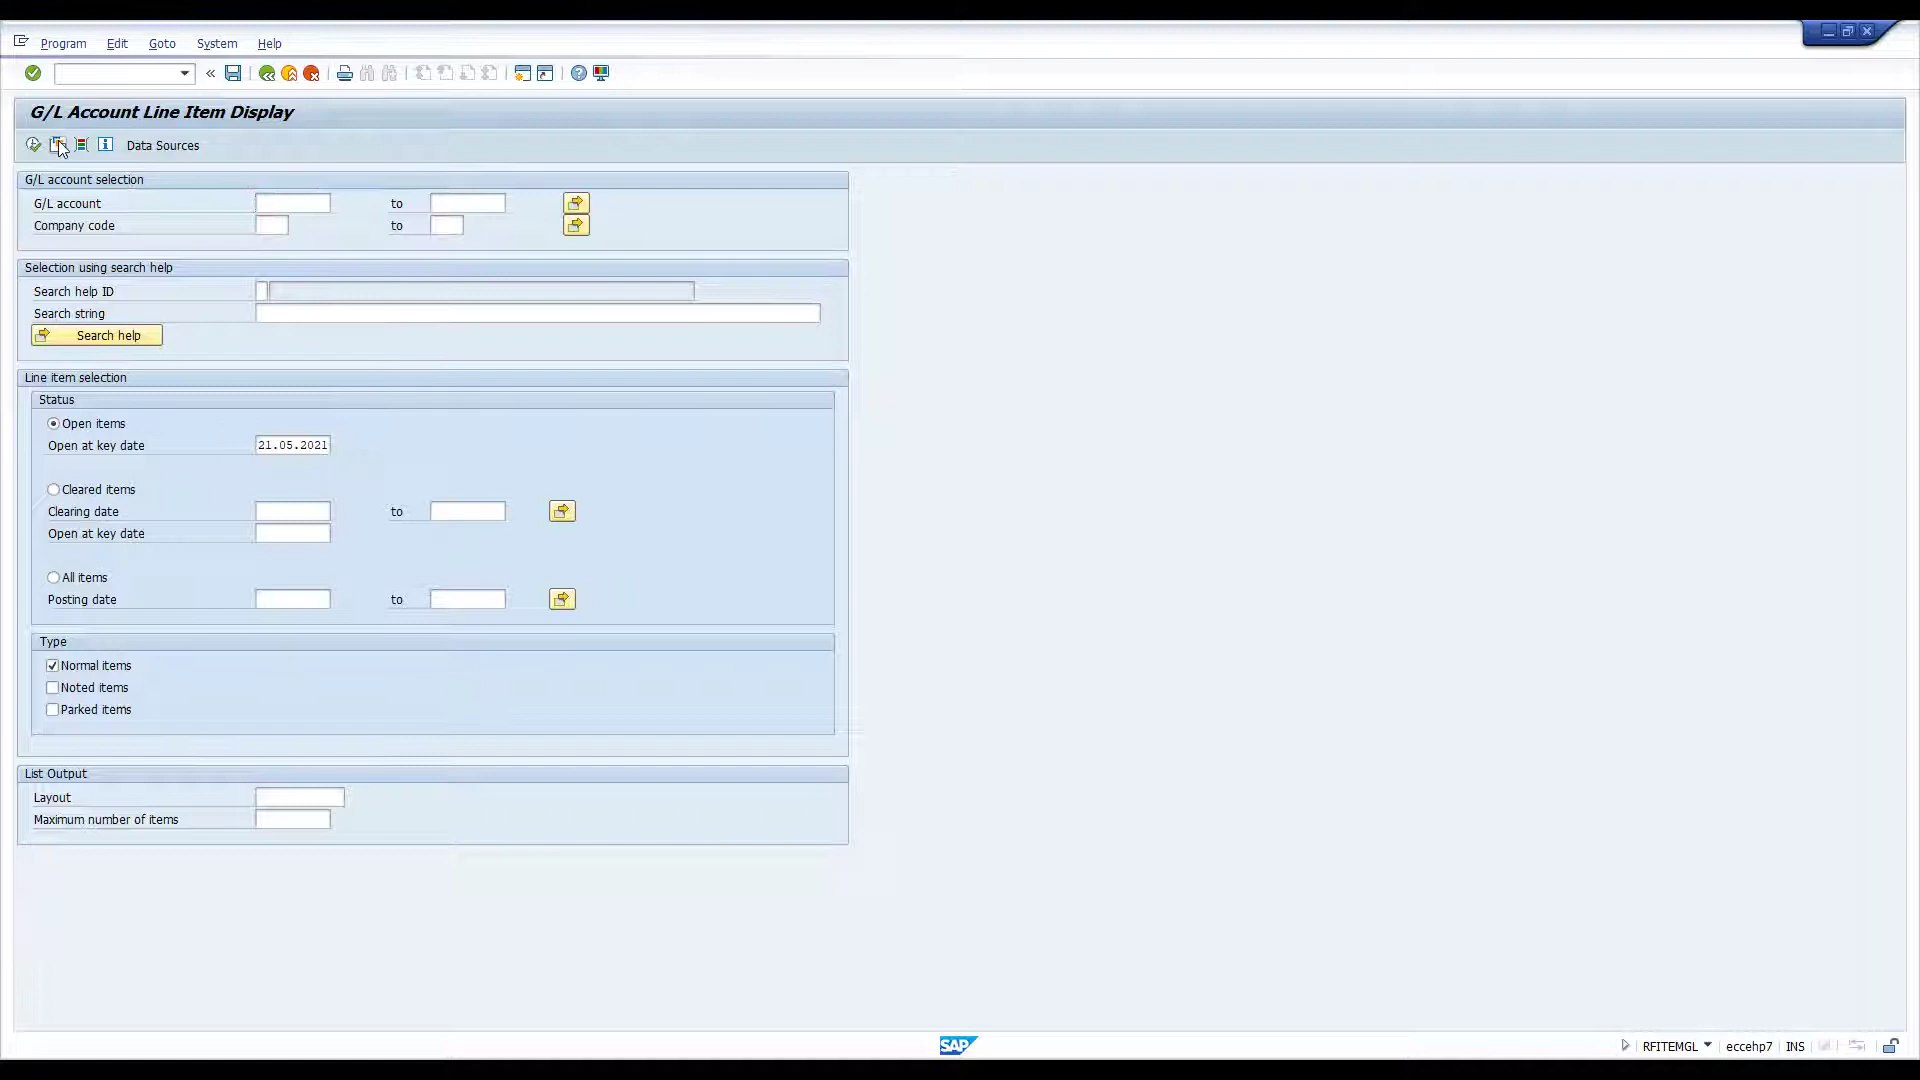 Program Edit Goto System Help
G/L Account Line Item Display
Data Sources
G/L account selection
G/L account to
Company code to
Selection using search help
Search help ID
Search string
Search help
Line item selection
Status
Open items
Open at key date 21.05.2021
Cleared items
Clearing date to
Open at key date
All items
Posting date to
Type
Normal items
Noted items
Parked items
List Output
Layout
Maximum number of items
SAP RFITEMGL eccehp7 INS